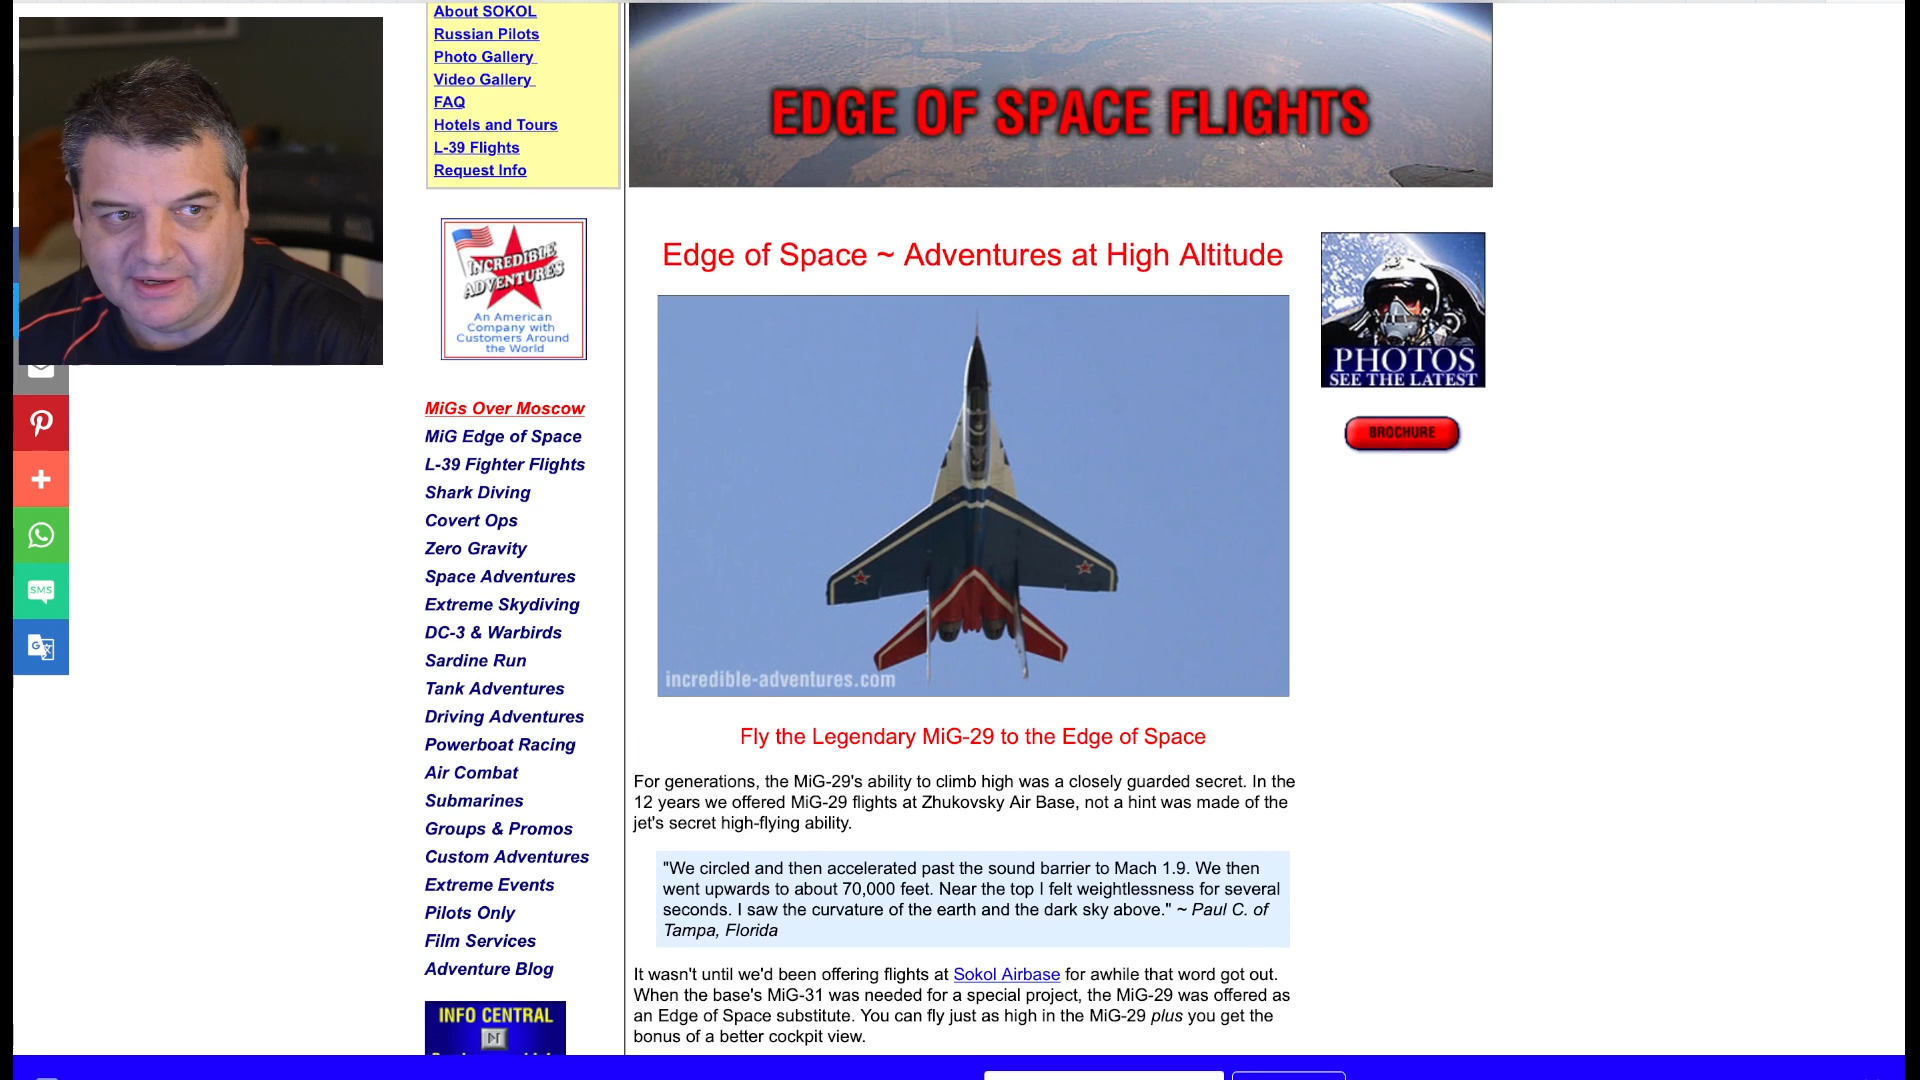 About SOKOL
Russian Pilots
Photo Gallery
Video Gallery
FAQ
Hotels and Tours
L-39 Flights
Request Info
EDGE OF SPACE FLIGHTS
INCREDIBLE
ADVENTURES
An American
Company with
Customers Around
the World
MiGs Over Moscow
MiG Edge of Space
L-39 Fighter Flights
Shark Diving
Covert Ops
Zero Gravity
Space Adventures
Extreme Skydiving
DC-3 & Warbirds
Sardine Run
Tank Adventures
Driving Adventures
Powerboat Racing
Air Combat
Submarines
Groups & Promos
Custom Adventures
Extreme Events
Pilots Only
Film Services
Adventure Blog
INFO CENTRAL
SMS
G
Edge of Space ~ Adventures at High Altitude
incredible-adventures.com
Fly the Legendary MiG-29 to the Edge of Space
For generations, the MiG-29's ability to climb high was a closely guarded secret. In the
12 years we offered MiG-29 flights at Zhukovsky Air Base, not a hint was made of the
jet's secret high-flying ability.
"We circled and then accelerated past the sound barrier to Mach 1.9. We then
went upwards to about 70,000 feet. Near the top I felt weightlessness for several
seconds. I saw the curvature of the earth and the dark sky above." ~ Paul C. of
Tampa, Florida
It wasn't until we'd been offering flights at Sokol Airbase for awhile that word got out.
When the base's MiG-31 was needed for a special project, the MiG-29 was offered as
an Edge of Space substitute. You can fly just as high in the MiG-29 plus you get the
bonus of a better cockpit view.
PHOTOS
SEE THE LATEST
BROCHURE